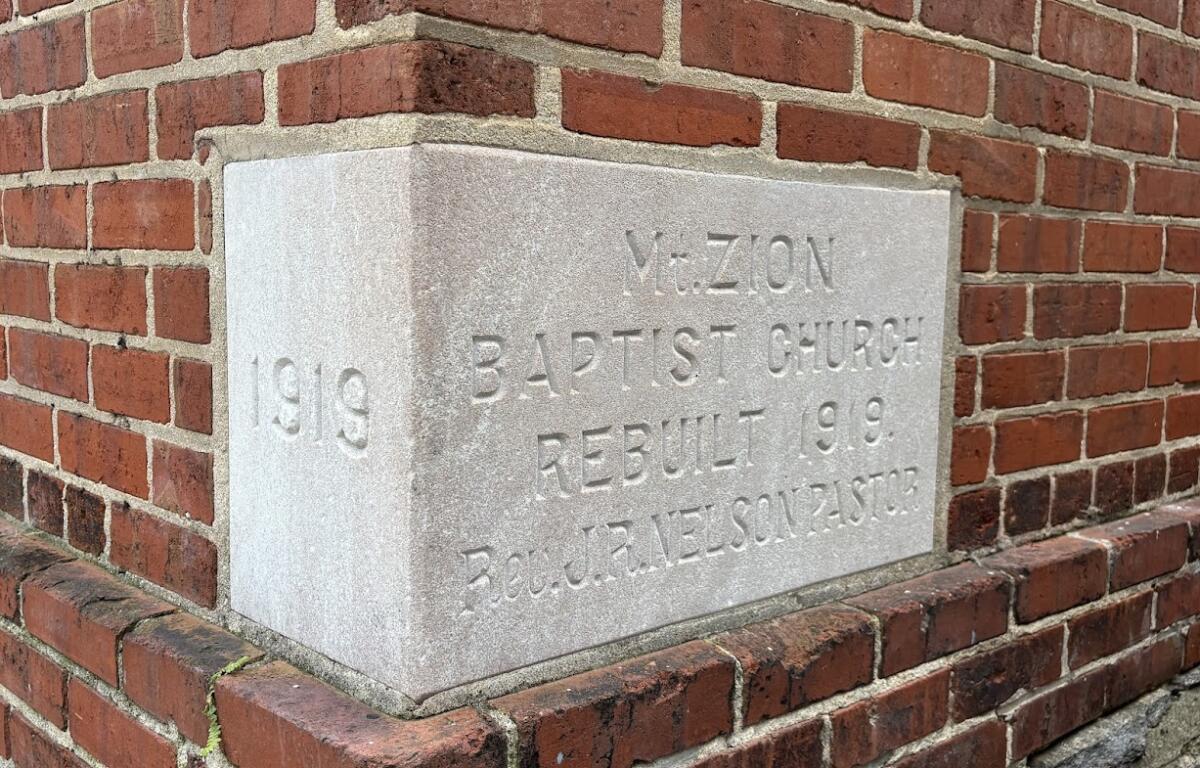 1919
Mt. ZION
BAPTIST CHURCH
REBUILT 1919.
Rev. J.R. NELSON PASTOR